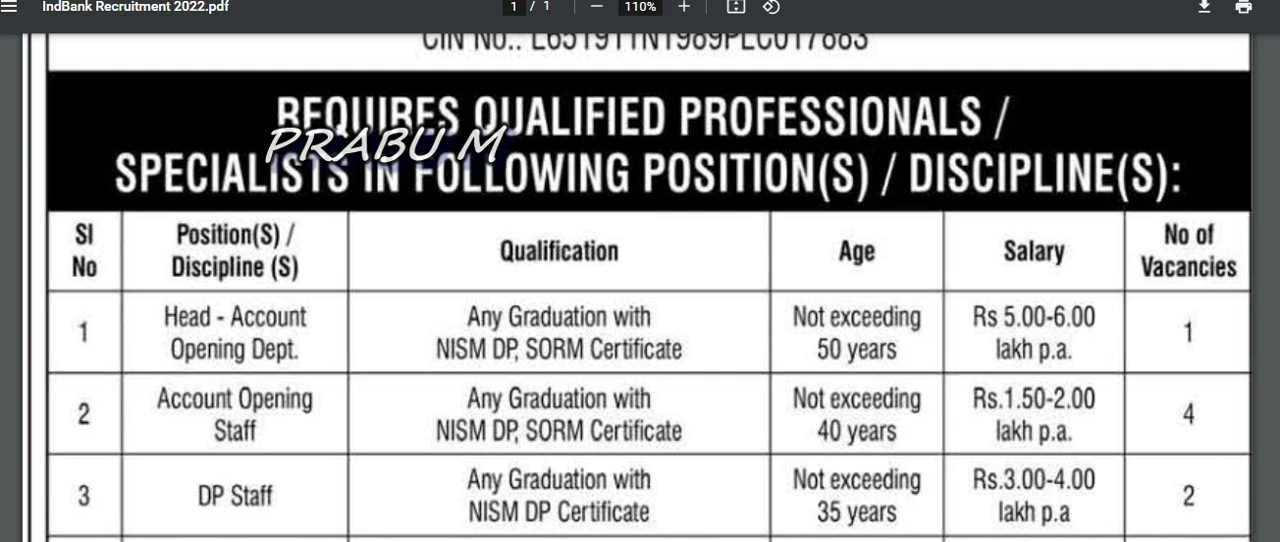 IndBank Recruitment 2022.pdf
1 / 1
110%
REQUIRES QUALIFIED PROFESSIONALS /
PRABU M
SPECIALISTS IN FOLLOWING POSITION(S) / DISCIPLINE(S):
Sl No
Position(S) / Discipline (S)
Qualification
Age
Salary
No of Vacancies
1
Head - Account Opening Dept.
Any Graduation with
NISM DP, SORM Certificate
Not exceeding
50 years
Rs 5.00-6.00
lakh p.a.
1
2
Account Opening
Staff
Any Graduation with
NISM DP, SORM Certificate
Not exceeding
40 years
Rs.1.50-2.00
lakh p.a.
4
3
DP Staff
Any Graduation with
NISM DP Certificate
Not exceeding
35 years
Rs.3.00-4.00
lakh p.a
2